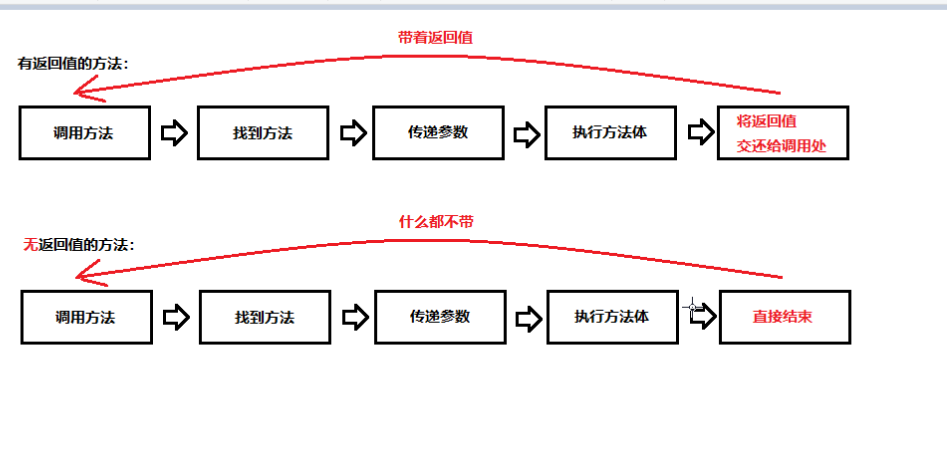 带着返回值
有返回值的方法：
调用方法
找到方法
传递参数
执行方法体
将返回值
交还给调用处
什么都不带
无返回值的方法：
调用方法
找到方法
传递参数
执行方法体
直接结束